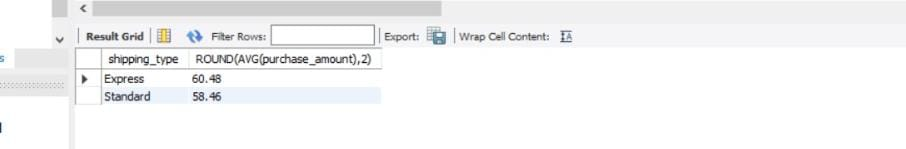 Result Grid Filter Rows: Export: Wrap Cell Content:
shipping_type ROUND(AVG(purchase_amount),2)
Express 60.48
Standard 58.46